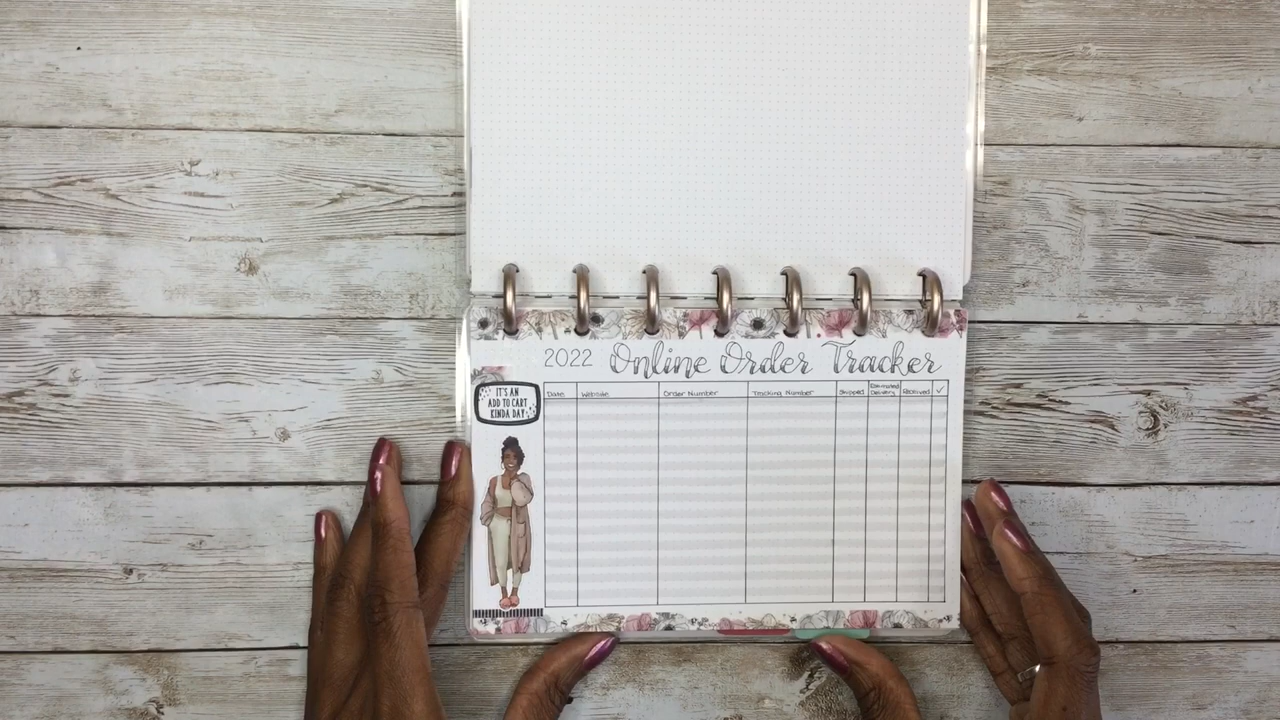 2022 Online Order Tracker
IT'S AN
ADD TO CART
KINDA DAY
Date Website Order Number Tracking Number Shipped Estimated Delivery Received ✓